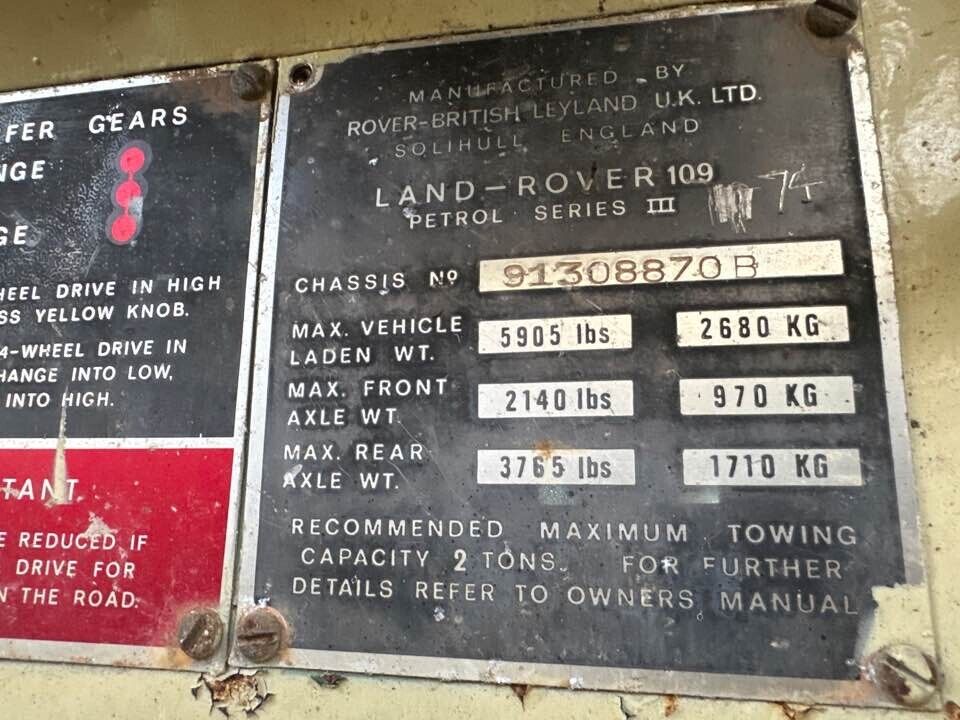 FER GEARS
NGE
GE
HEEL DRIVE IN HIGH
SS YELLOW KNOB.
4-WHEEL DRIVE IN
HANGE INTO LOW,
INTO HIGH.
TANT
E REDUCED IF
DRIVE FOR
N THE ROAD.
MANUFACTURED BY
ROVER-BRITISH LEYLAND U.K. LTD.
SOLIHULL ENGLAND
LAND-ROVER 109
PETROL SERIES III
74
CHASSIS Nº 91308870B
MAX. VEHICLE
LADEN WT. 5905 lbs 2680 KG
MAX. FRONT
AXLE WT. 2140 lbs 970 KG
MAX. REAR
AXLE WT. 3765 lbs 1710 KG
RECOMMENDED MAXIMUM TOWING
CAPACITY 2 TONS. FOR FURTHER
DETAILS REFER TO OWNERS MANUAL